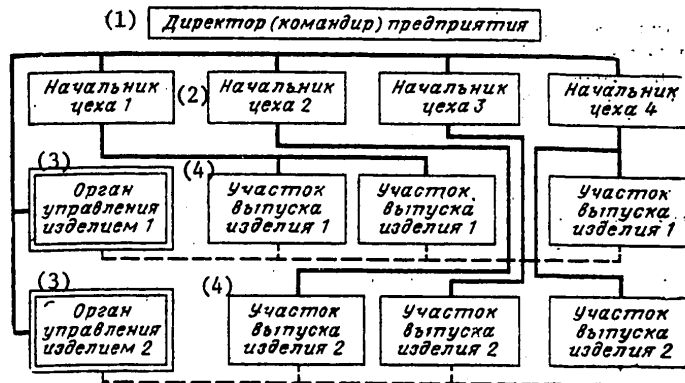 (1) Директор (командир) предприятия
Начальник цеха 1
(2) Начальник цеха 2
Начальник цеха 3
Начальник цеха 4
(3) Орган управления изделием 1
(4) Участок выпуска изделия 1
Участок выпуска изделия 1
Участок выпуска изделия 1
(3) Орган управления изделием 2
(4) Участок выпуска изделия 2
Участок выпуска изделия 2
Участок выпуска изделия 2